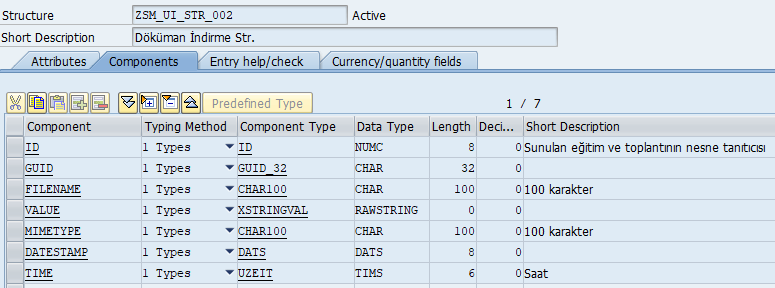 Structure ZSM_UI_STR_002 Active
Short Description Döküman İndirme Str.
Attributes Components Entry help/check Currency/quantity fields
Predefined Type 1 / 7
Component Typing Method Component Type Data Type Length Deci... Short Description
ID 1 Types ID NUMC 8 0 Sunulan eğitim ve toplantının nesne tanıtıcısı
GUID 1 Types GUID_32 CHAR 32 0
FILENAME 1 Types CHAR100 CHAR 100 0 100 karakter
VALUE 1 Types XSTRINGVAL RAWSTRING 0 0
MIMETYPE 1 Types CHAR100 CHAR 100 0 100 karakter
DATESTAMP 1 Types DATS DATS 8 0
TIME 1 Types UZEIT TIMS 6 0 Saat